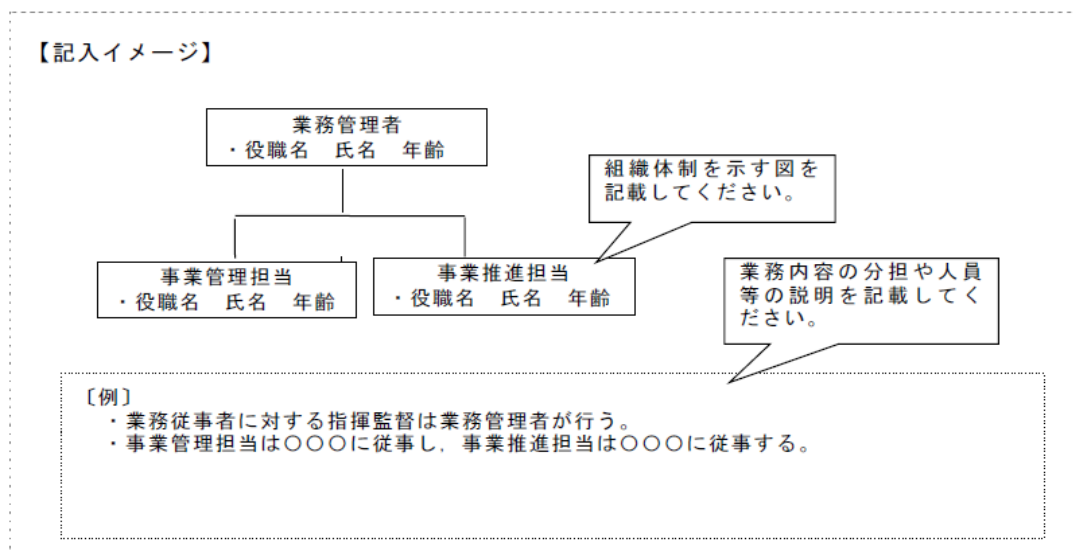 【記入イメージ】
業務管理者
・役職名　氏名　年齢
組織体制を示す図を
記載してください。
事業管理担当
・役職名　氏名　年齢
事業推進担当
・役職名　氏名　年齢
業務内容の分担や人員
等の説明を記載してく
ださい。
〔例〕
・業務従事者に対する指揮監督は業務管理者が行う。
・事業管理担当は〇〇〇に従事し，事業推進担当は〇〇〇に従事する。